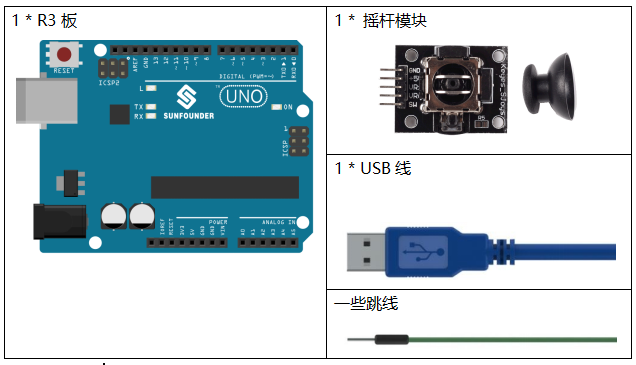 1 * R3 板
RESET
ICSP2
AREF
GND
13
12
~11
~10
~9
8
7
~6
~5
4
~3
2
TX▶1
RX◀0
DIGITAL (PWM=~)
L
TX
RX
SUNFOUNDER
UNO
ON
ICSP
1
POWER
ANALOG IN
IOREF
RESET
3V3
5V
GND
GND
VIN
A0
A1
A2
A3
A4
A5
1 * 摇杆模块
GND
+5
SW
Keyes_SJoys
R5
1 * USB 线
一些跳线